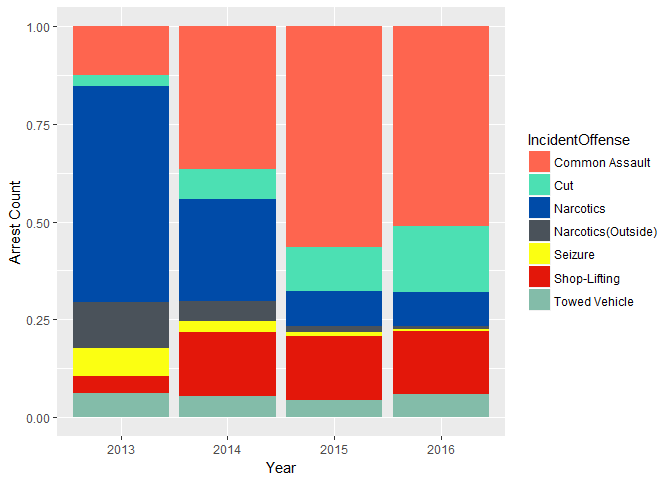 1.00
0.75
0.50
0.25
0.00
Arrest Count
2013 2014 2015 2016
Year
IncidentOffense
Common Assault
Cut
Narcotics
Narcotics(Outside)
Seizure
Shop-Lifting
Towed Vehicle